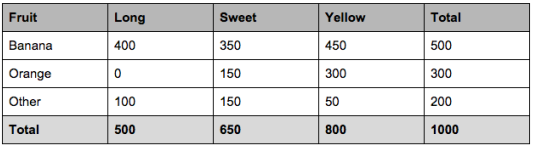 Fruit Long Sweet Yellow Total
Banana 400 350 450 500
Orange 0 150 300 300
Other 100 150 50 200
Total 500 650 800 1000